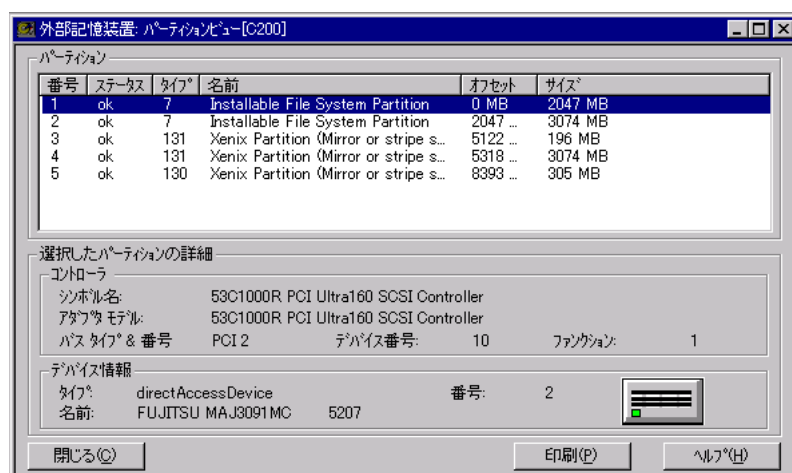 外部記憶装置: パーティションビュー[C200]
パーティション
番号 ステータス タイプ 名前 オフセット サイズ
1 ok 7 Installable File System Partition 0 MB 2047 MB
2 ok 7 Installable File System Partition 2047 ... 3074 MB
3 ok 131 Xenix Partition (Mirror or stripe s... 5122 ... 196 MB
4 ok 131 Xenix Partition (Mirror or stripe s... 5318 ... 3074 MB
5 ok 130 Xenix Partition (Mirror or stripe s... 8393 ... 305 MB
選択したパーティションの詳細
コントローラ
シンボル名: 53C1000R PCI Ultra160 SCSI Controller
アダプタ モデル: 53C1000R PCI Ultra160 SCSI Controller
バス タイプ & 番号 PCI 2 デバイス番号: 10 ファンクション: 1
デバイス情報
タイプ: directAccessDevice 番号: 2
名前: FUJITSU MAJ3091MC 5207
閉じる(C) 印刷(P) ヘルプ(H)